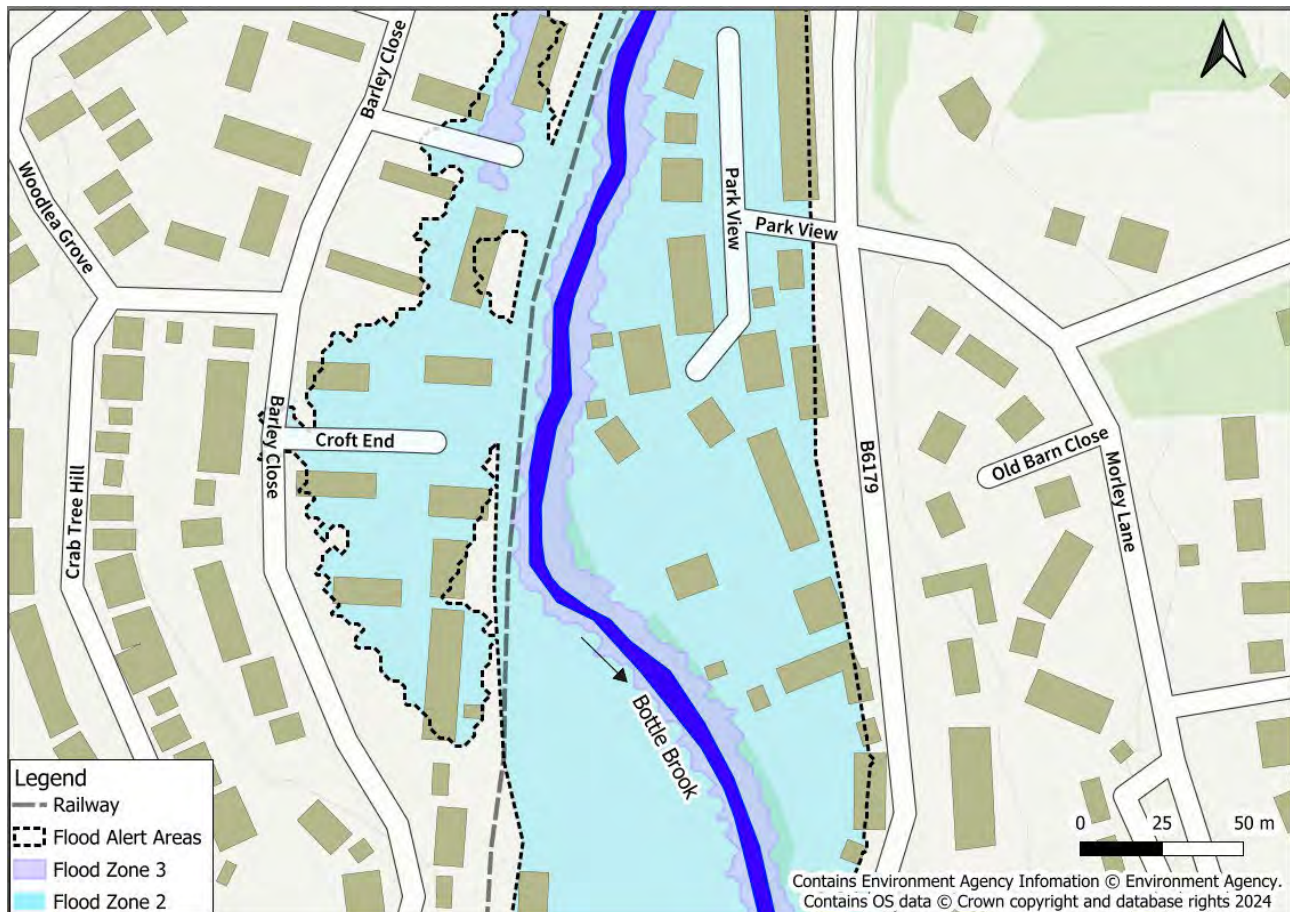 Barley Close
Woodlea Grove
Park View
Park View
Croft End
Barley Close
Crab Tree Hill
B6179
Old Barn Close
Morley Lane
Bottle Brook
Legend
Railway
Flood Alert Areas
Flood Zone 3
Flood Zone 2
0 25 50 m
Contains Environment Agency Infomation © Environment Agency.
Contains OS data © Crown copyright and database rights 2024